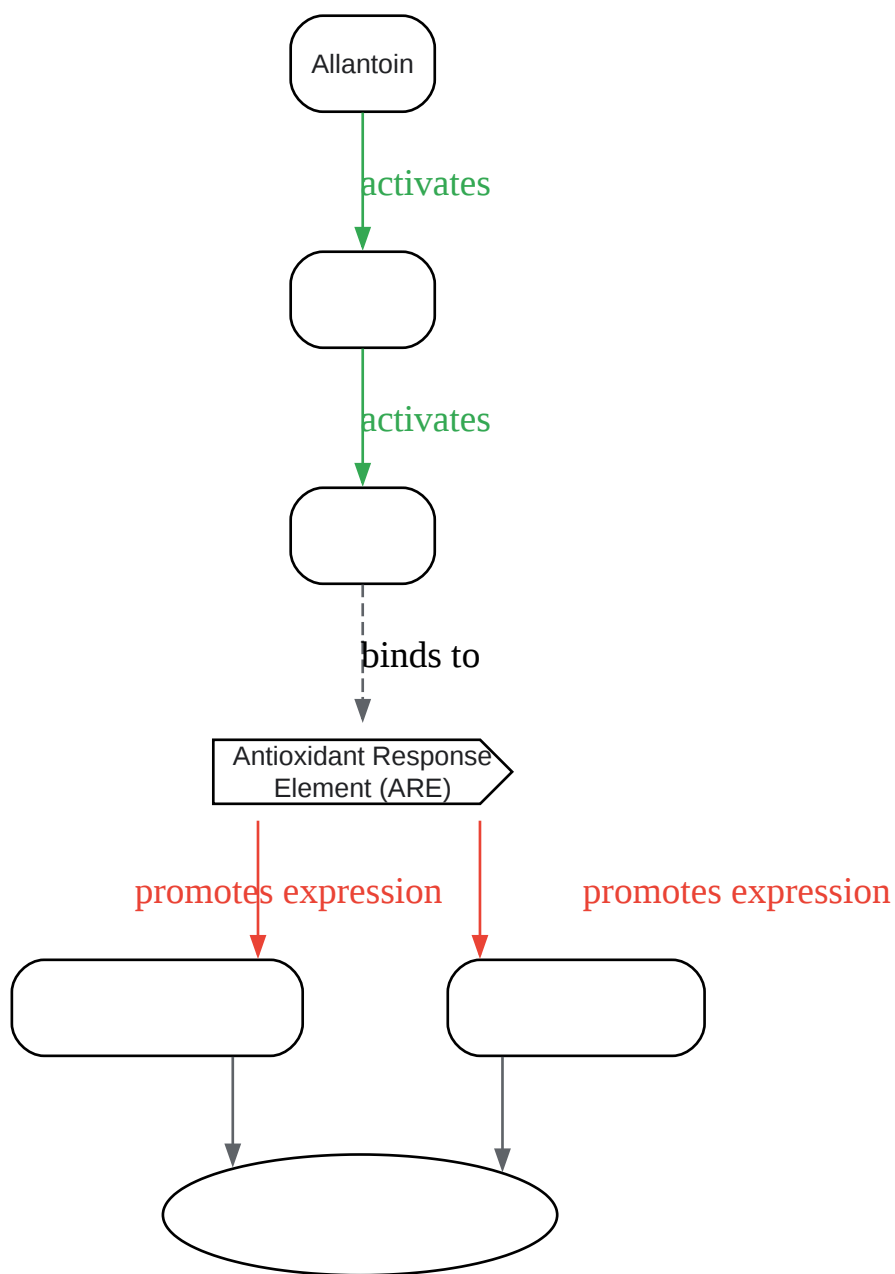 Allantoin
activates
activates
binds to
Antioxidant Response
Element (ARE)
promotes expression
promotes expression